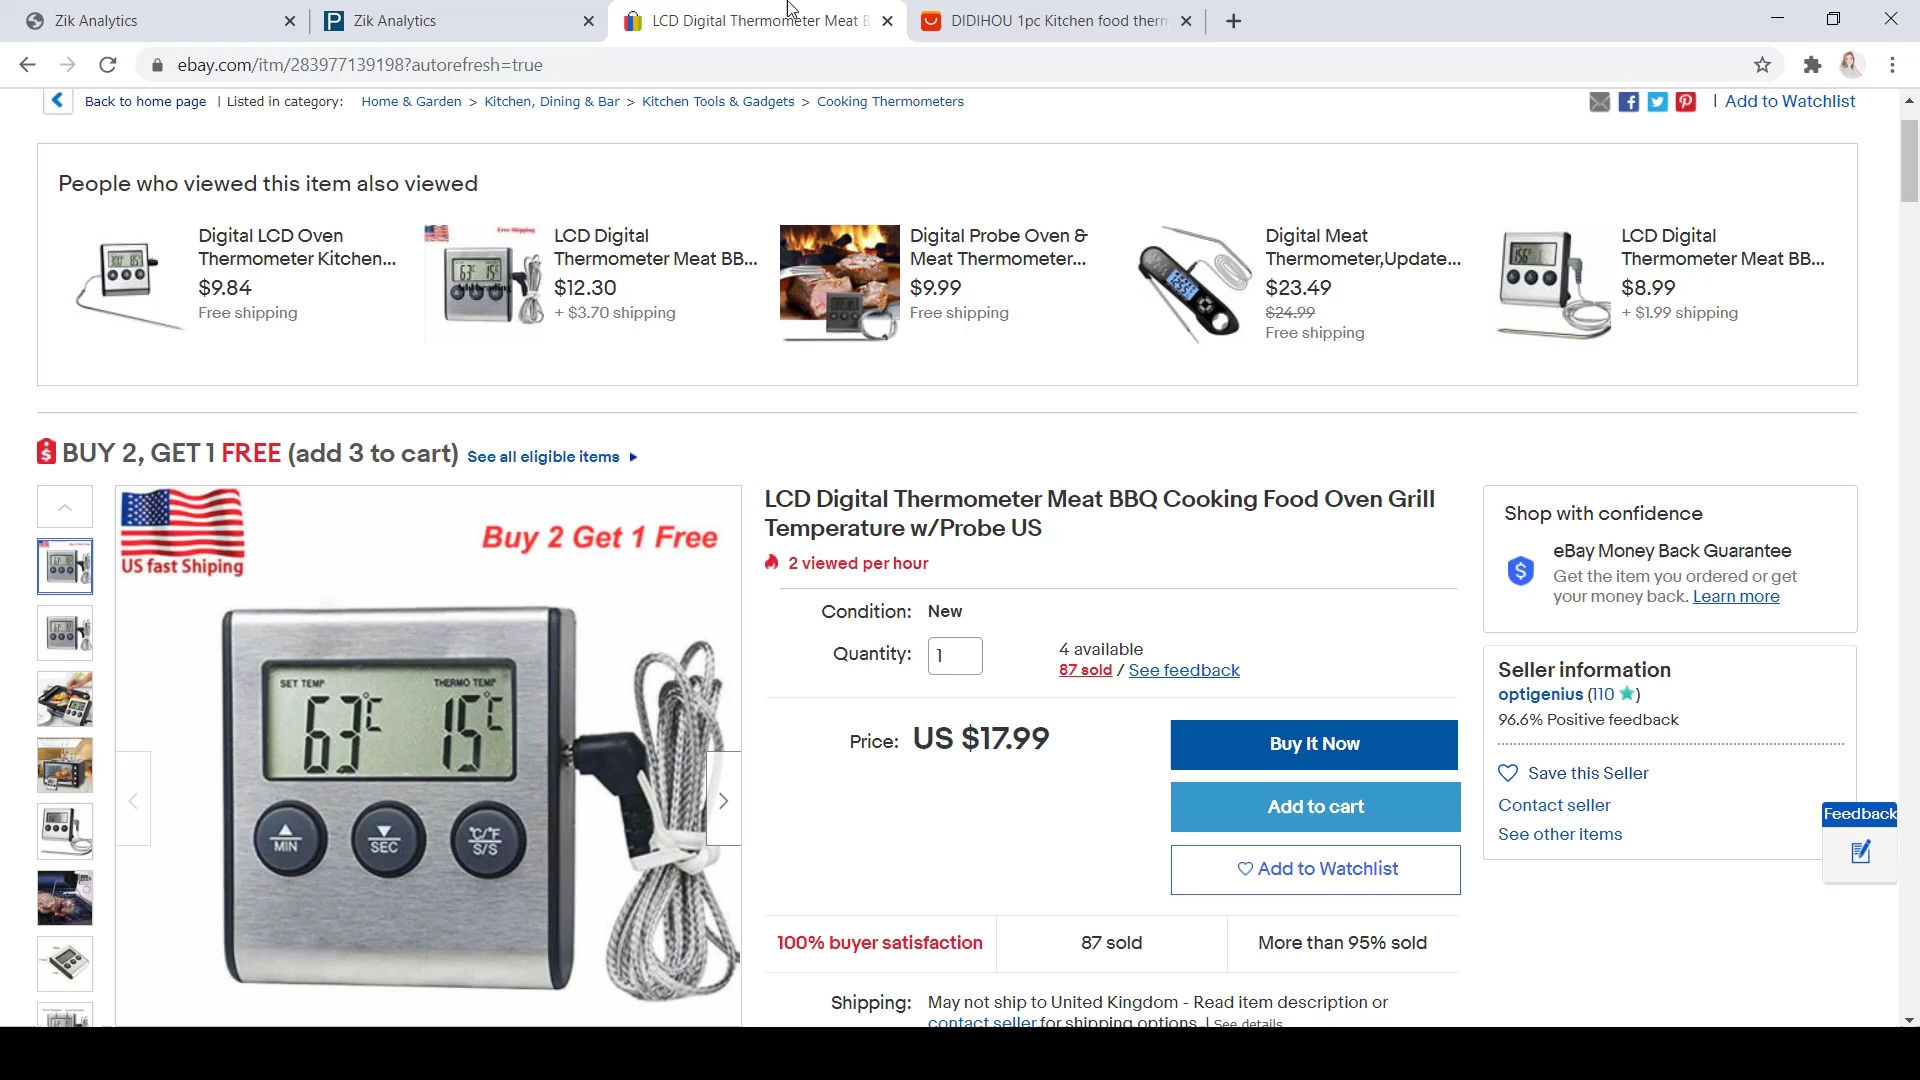 Zik Analytics
Zik Analytics
LCD Digital Thermometer Meat B
DIDIHOU 1pc Kitchen food therm
ebay.com/itm/283977139198?autorefresh=true
Back to home page | Listed in category: Home & Garden > Kitchen, Dining & Bar > Kitchen Tools & Gadgets > Cooking Thermometers
| Add to Watchlist
People who viewed this item also viewed
Digital LCD Oven
Thermometer Kitchen...
$9.84
Free shipping
Free Shipping
LCD Digital
Thermometer Meat BB...
$12.30
+ $3.70 shipping
Digital Probe Oven &
Meat Thermometer...
$9.99
Free shipping
Digital Meat
Thermometer,Update...
$23.49
$24.99
Free shipping
LCD Digital
Thermometer Meat BB...
$8.99
+ $1.99 shipping
BUY 2, GET 1 FREE (add 3 to cart) See all eligible items
US fast Shiping
Buy 2 Get 1 Free
SET TEMP THERMO TEMP
63°C 15°C
MIN
SEC
°C/°F
S/S
LCD Digital Thermometer Meat BBQ Cooking Food Oven Grill
Temperature w/Probe US
2 viewed per hour
Condition: New
Quantity: 1
4 available
87 sold / See feedback
Price: US $17.99
Buy It Now
Add to cart
Add to Watchlist
100% buyer satisfaction
87 sold
More than 95% sold
Shipping: May not ship to United Kingdom - Read item description or
contact seller for shipping options. | See details
Shop with confidence
eBay Money Back Guarantee
Get the item you ordered or get
your money back. Learn more
Seller information
optigenius (110)
96.6% Positive feedback
Save this Seller
Contact seller
See other items
Feedback